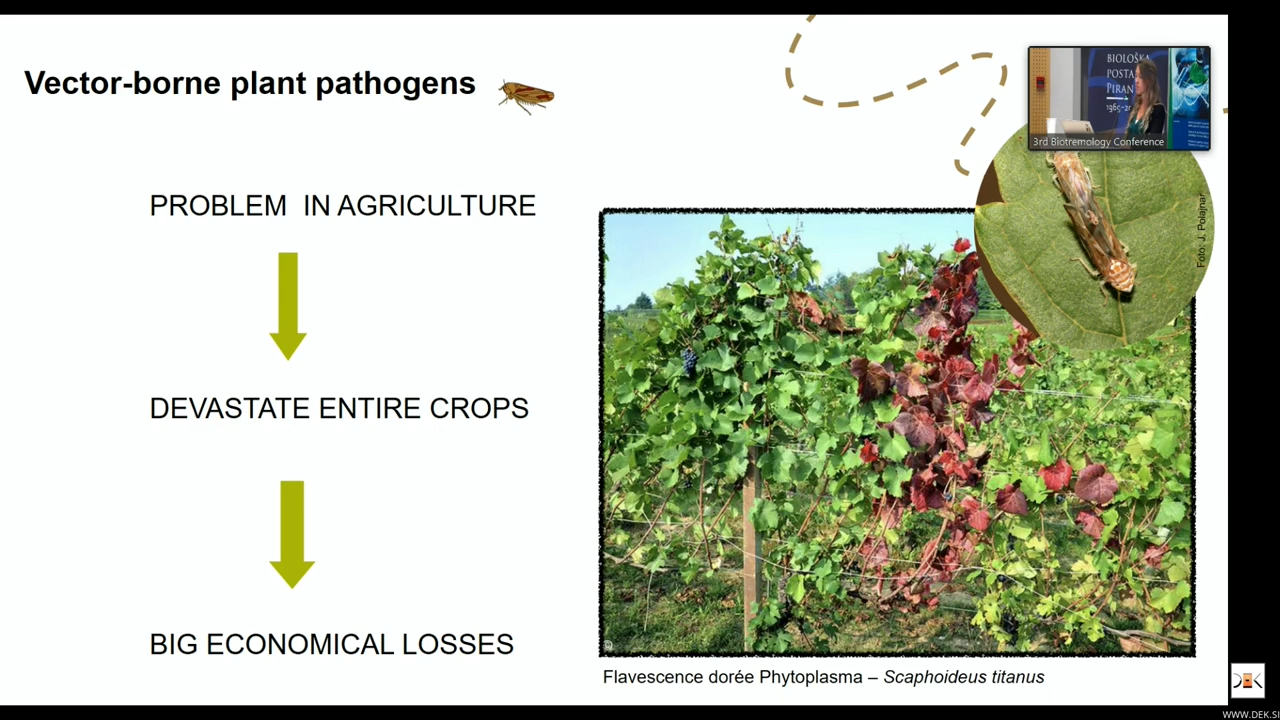 Vector-borne plant pathogens
BIOLOŠKA
POSTA
PIRAN
3rd Biotremology Conference
PROBLEM  IN AGRICULTURE
Foto: J. Polajnar
DEVASTATE ENTIRE CROPS
BIG ECONOMICAL LOSSES
Flavescence dorée Phytoplasma – Scaphoideus titanus
WWW.DEK.SI